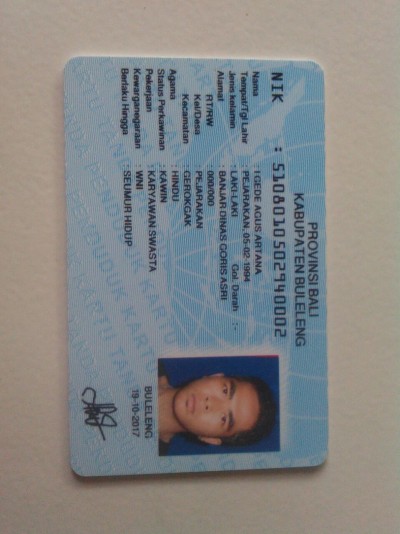 PROVINSI BALI
KABUPATEN BULELENG
NIK : 5108010502940002
Nama : I GEDE AGUS ARTANA
Tempat/Tgl Lahir : PEJARAKAN, 05-02-1994
Jenis kelamin : LAKI-LAKI Gol. Darah : -
Alamat : BANJAR DINAS GORIS ASRI
RT/RW : 000/000
Kel/Desa : PEJARAKAN
Kecamatan : GEROKGAK
Agama : HINDU
Status Perkawinan : KAWIN
Pekerjaan : KARYAWAN SWASTA
Kewarganegaraan : WNI
Berlaku Hingga : SEUMUR HIDUP
BULELENG
19-10-2017